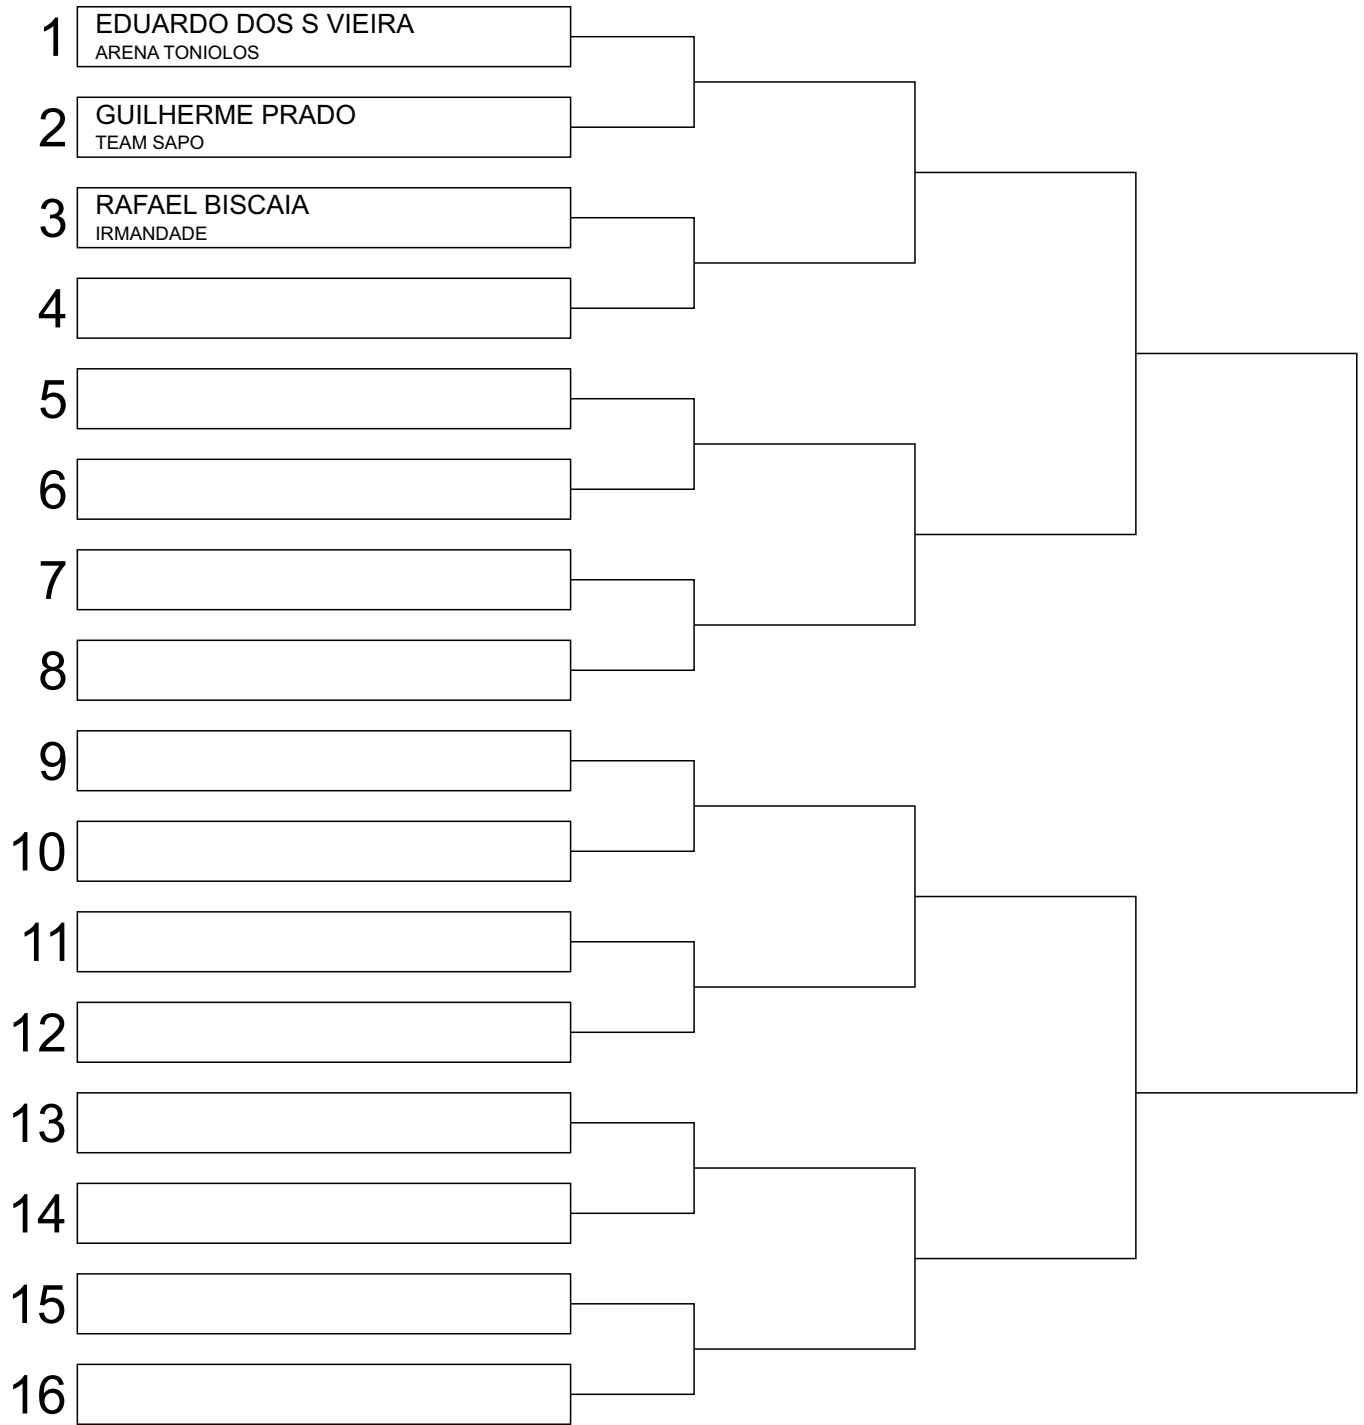 1
EDUARDO DOS S VIEIRA
ARENA TONIOLOS
2
GUILHERME PRADO
TEAM SAPO
3
RAFAEL BISCAIA
IRMANDADE
4
5
6
7
8
9
10
11
12
13
14
15
16